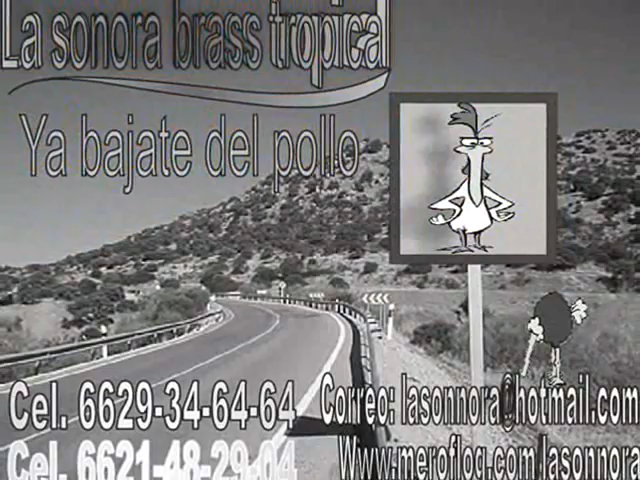 La sonora brass tropical
Ya bajate del pollo
Cel. 6629-34-64-64
Correo: lasonnora@hotmail.com
Cel. 6621-48-29-04
Www.meroflog.com/lasonnora